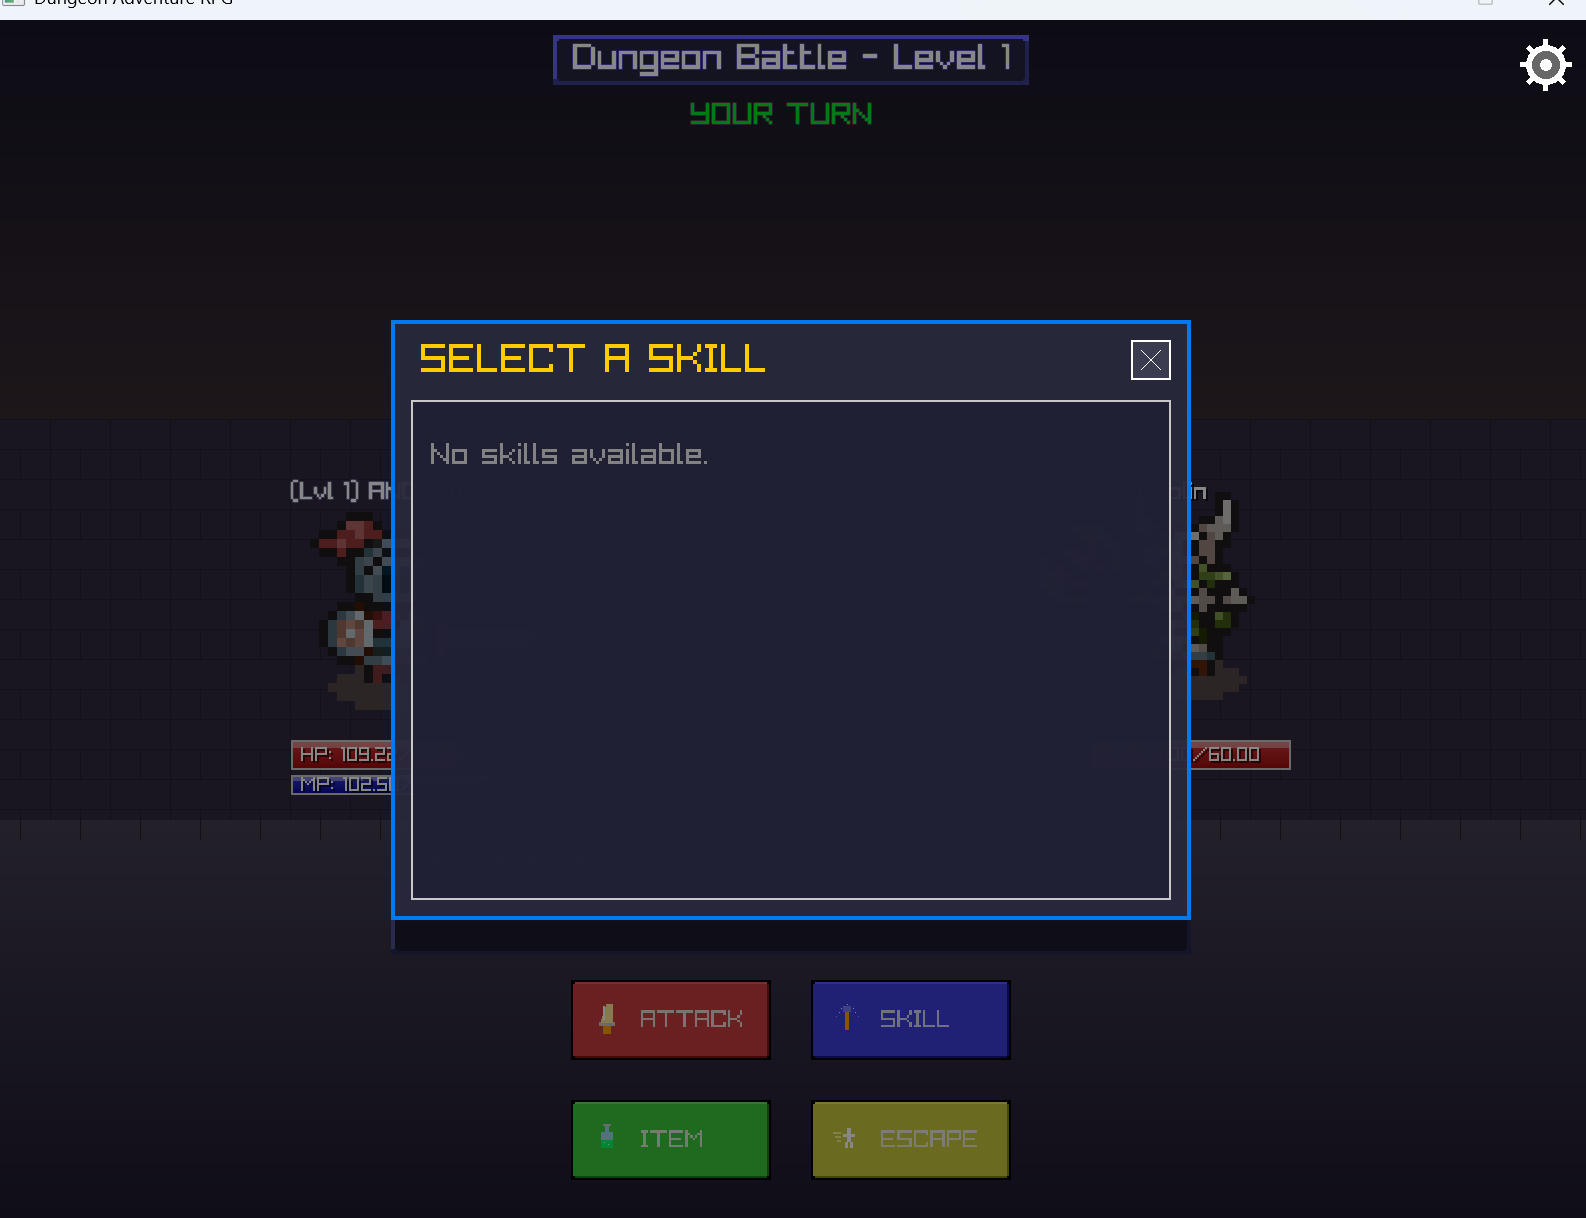 Dungeon Adventure RPG
Dungeon Battle - Level 1
YOUR TURN
SELECT A SKILL
No skills available.
(Lvl 1)
HP: 109.22
/60.00
MP: 102.5
ATTACK
SKILL
ITEM
ESCAPE